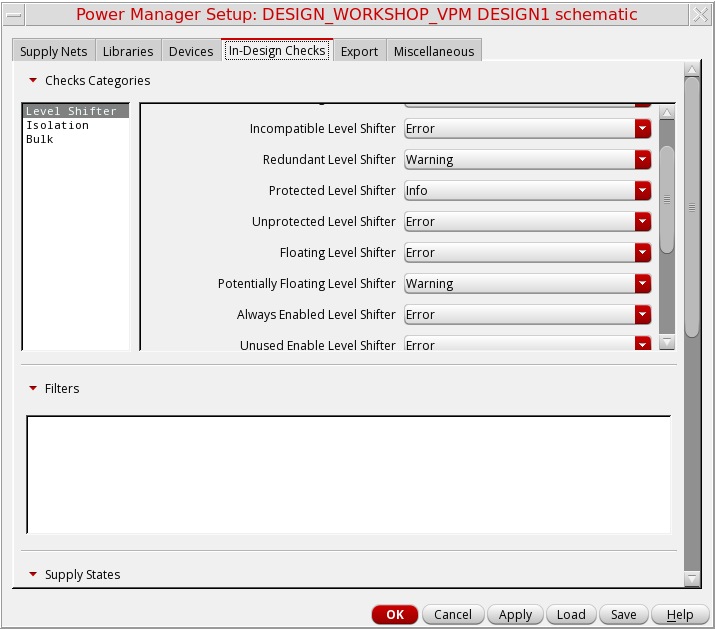 Power Manager Setup: DESIGN_WORKSHOP_VPM DESIGN1 schematic
Supply Nets Libraries Devices In-Design Checks Export Miscellaneous
Checks Categories
Level Shifter
Isolation
Bulk
Incompatible Level Shifter Error
Redundant Level Shifter Warning
Protected Level Shifter Info
Unprotected Level Shifter Error
Floating Level Shifter Error
Potentially Floating Level Shifter Warning
Always Enabled Level Shifter Error
Unused Enable Level Shifter Error
Filters
Supply States
OK Cancel Apply Load Save Help